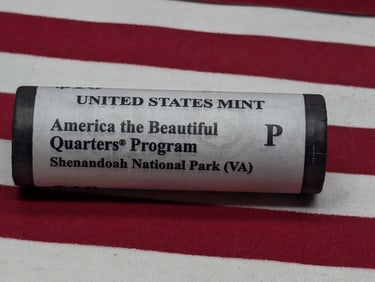 UNITED STATES MINT
America the Beautiful
Quarters® Program
P
Shenandoah National Park (VA)